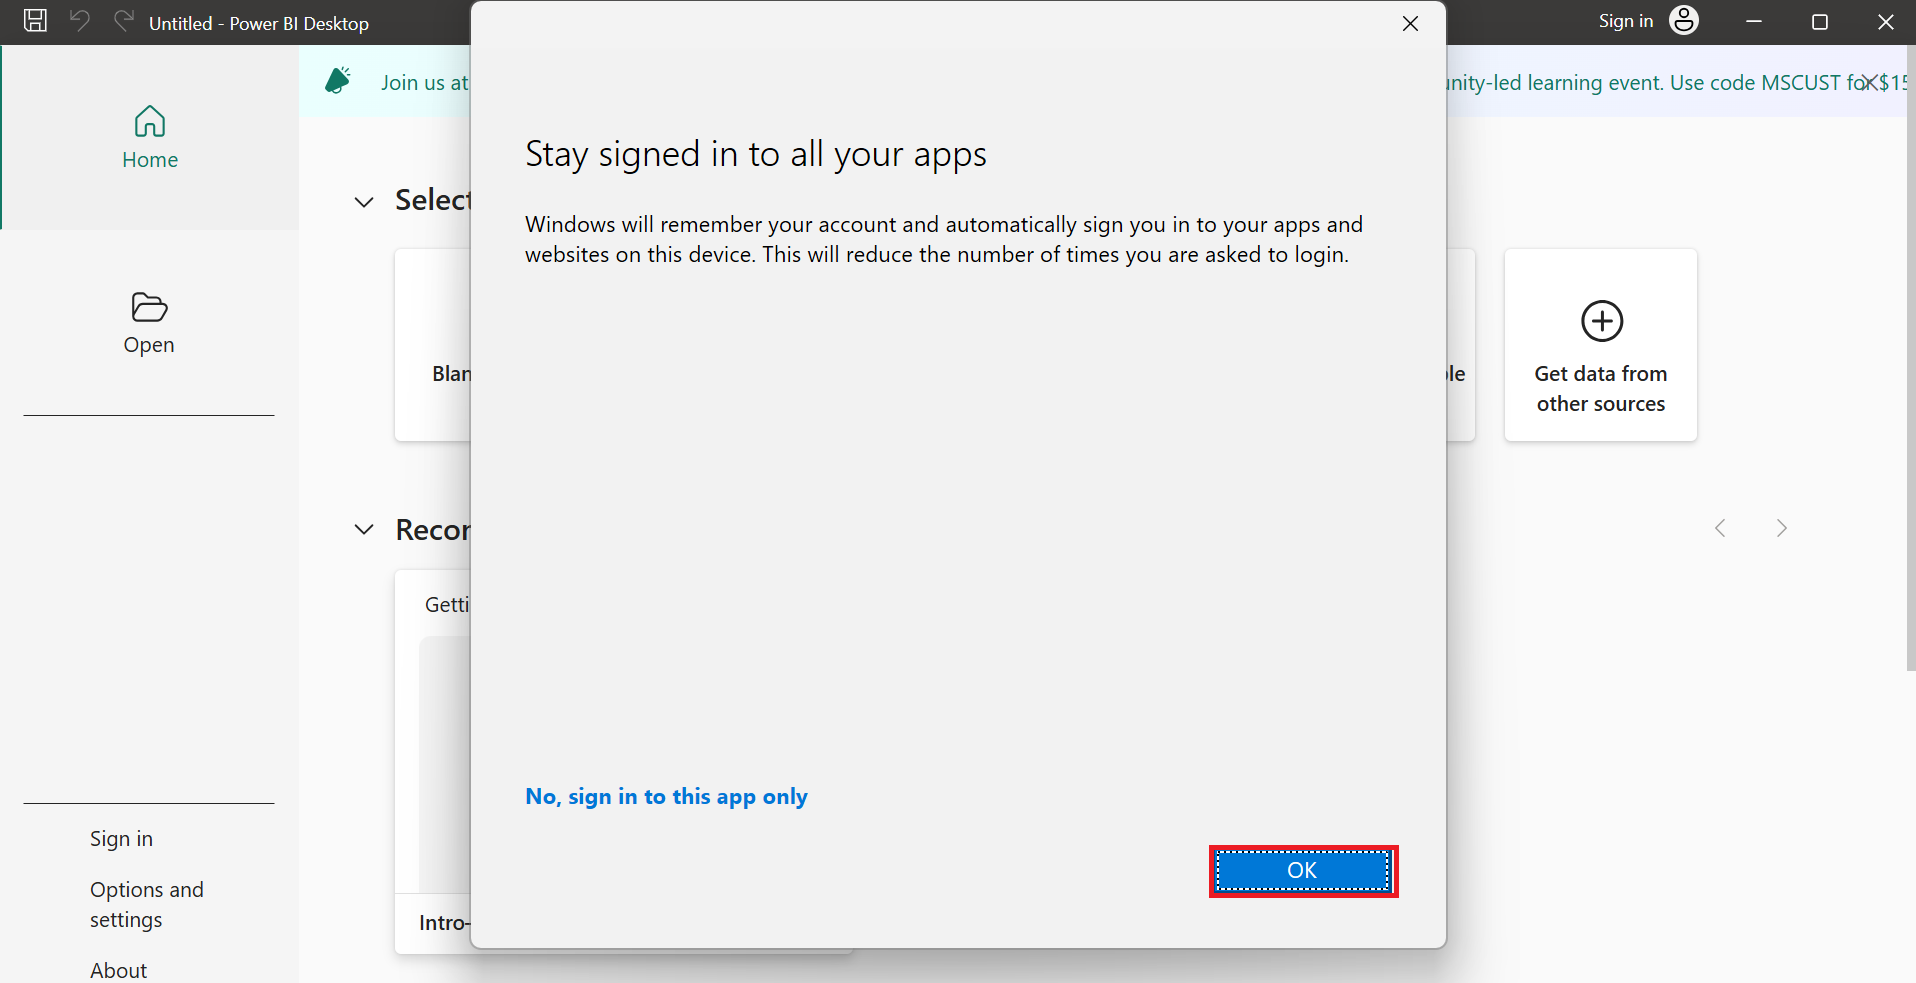 Untitled - Power BI Desktop
Sign in
Join us at
unity-led learning event. Use code MSCUST for $15
Home
Open
Stay signed in to all your apps
Windows will remember your account and automatically sign you in to your apps and
websites on this device. This will reduce the number of times you are asked to login.
Select
Blan
ble
Get data from
other sources
Recom
Getti
Intro-
No, sign in to this app only
OK
Sign in
Options and
settings
About